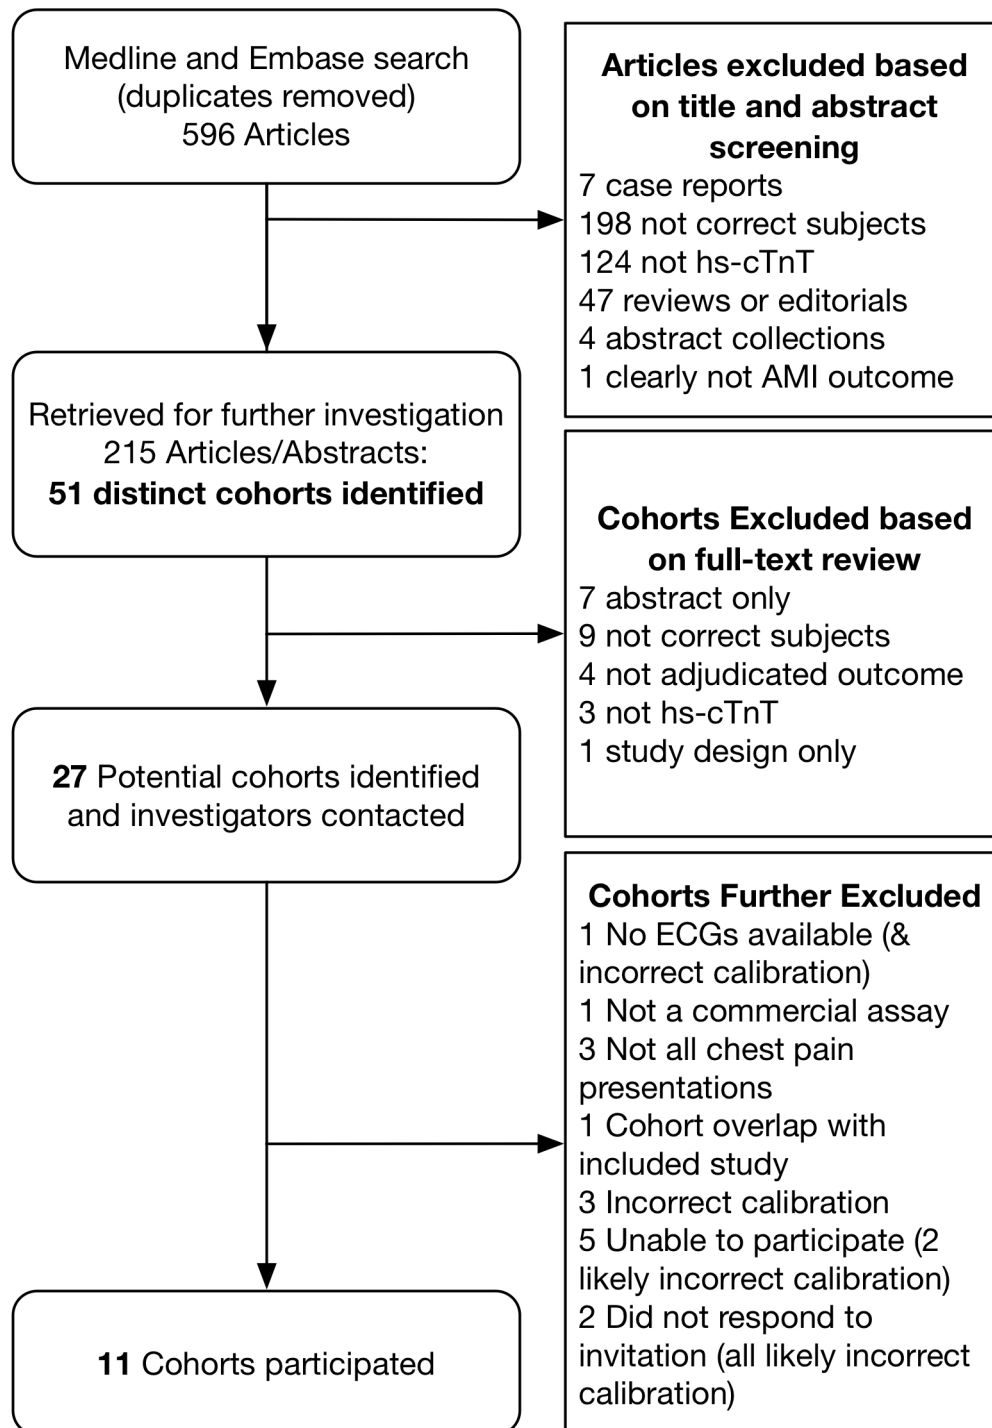 Medline and Embase search
(duplicates removed)
596 Articles
Articles excluded based
on title and abstract
screening
7 case reports
198 not correct subjects
124 not hs-cTnT
47 reviews or editorials
4 abstract collections
1 clearly not AMI outcome
Retrieved for further investigation
215 Articles/Abstracts:
51 distinct cohorts identified
Cohorts Excluded based
on full-text review
7 abstract only
9 not correct subjects
4 not adjudicated outcome
3 not hs-cTnT
1 study design only
27 Potential cohorts identified
and investigators contacted
Cohorts Further Excluded
1 No ECGs available (&
incorrect calibration)
1 Not a commercial assay
3 Not all chest pain
presentations
1 Cohort overlap with
included study
3 Incorrect calibration
5 Unable to participate (2
likely incorrect calibration)
2 Did not respond to
invitation (all likely incorrect
calibration)
11 Cohorts participated